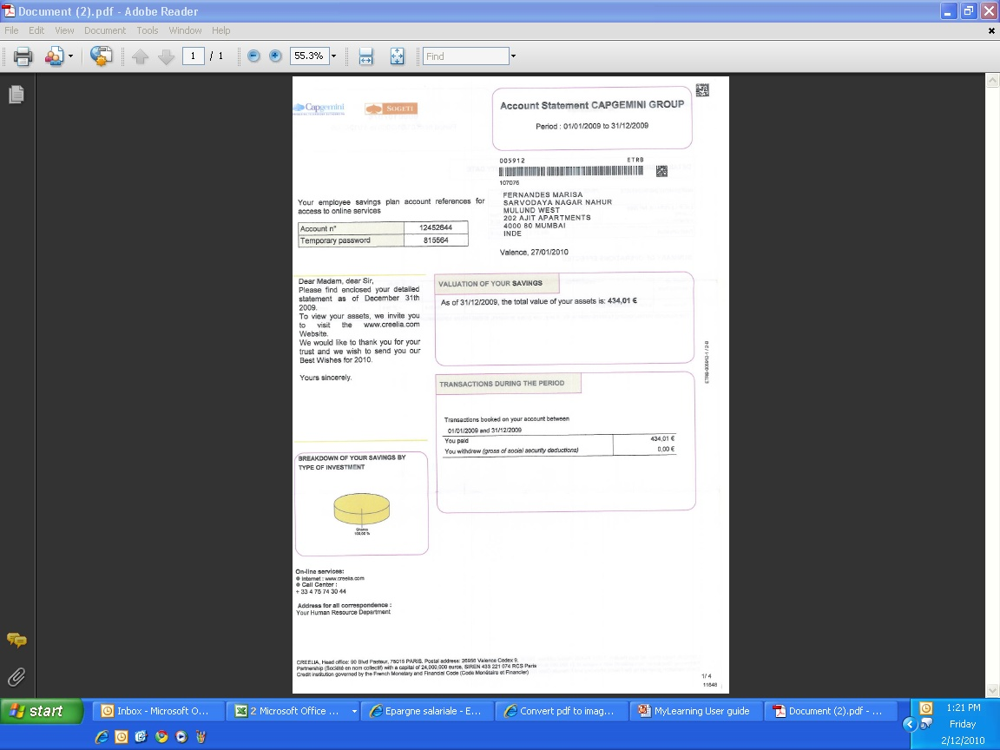 Document (2).pdf - Adobe Reader
File Edit View Document Tools Window Help
1 / 1 55.3% Find
Capgemini
SOGETI
Account Statement CAPGEMINI GROUP
Period : 01/01/2009 to 31/12/2009
005912 ETRB
107076
FERNANDES MARISA
SARVODAYA NAGAR NAHUR
MULUND WEST
202 AJIT APARTMENTS
4000 80 MUMBAI
INDE
Valence, 27/01/2010
Your employee savings plan account references for
access to online services
Account n° 12452644
Temporary password 815564
Dear Madam, dear Sir,
Please find enclosed your detailed
statement as of December 31th
2009.
To view your assets, we invite you
to visit the www.creelia.com
Website.
We would like to thank you for your
trust and we wish to send you our
Best Wishes for 2010.
Yours sincerely.
VALUATION OF YOUR SAVINGS
As of 31/12/2009, the total value of your assets is: 434,01 €
TRANSACTIONS DURING THE PERIOD
Transactions booked on your account between
01/01/2009 and 31/12/2009
You paid 434,01 €
You withdrew (gross of social security deductions) 0,00 €
BREAKDOWN OF YOUR SAVINGS BY
TYPE OF INVESTMENT
Shares
100,00 %
On-line services:
Internet : www.creelia.com
Call Center :
+ 33 4 75 74 30 44
Address for all correspondence :
Your Human Resource Department
CREELIA, Head office: 90 Blvd Pasteur, 75015 PARIS. Postal address: 26956 Valence Cedex 9.
Partnership (Société en nom collectif) with a capital of 24,000,000 euros, SIREN 433 221 074 RCS Paris
Credit institution governed by the French Monetary and Financial Code (Code Monétaire et Financier)
1/ 4
11846
start
Inbox - Microsoft O...
2 Microsoft Office ...
Epargne salariale - E...
Convert pdf to imag...
MyLearning User guide
Document (2).pdf - ...
1:21 PM
Friday
2/12/2010